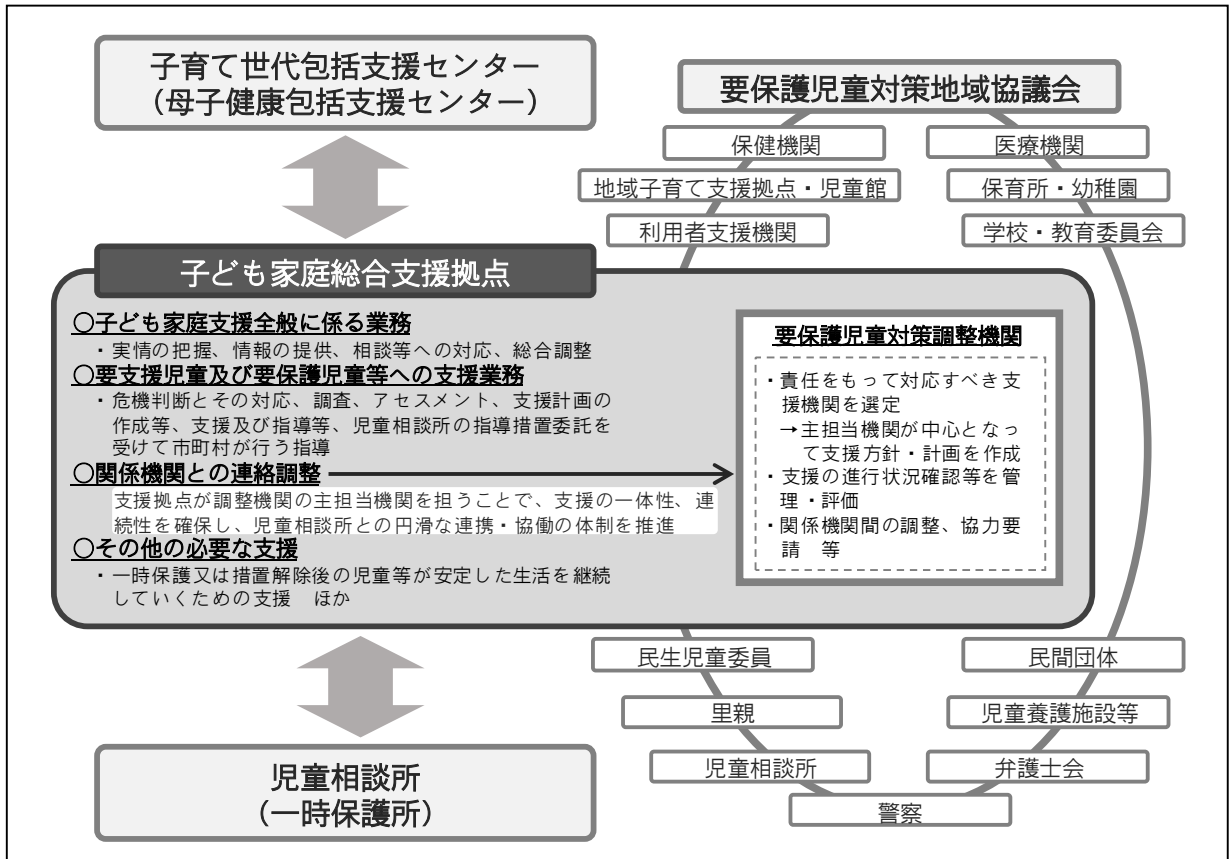 子育て世代包括支援センター
（母子健康包括支援センター）
要保護児童対策地域協議会
保健機関
医療機関
地域子育て支援拠点・児童館
保育所・幼稚園
利用者支援機関
学校・教育委員会
子ども家庭総合支援拠点
〇子ども家庭支援全般に係る業務
・実情の把握、情報の提供、相談等への対応、総合調整
〇要支援児童及び要保護児童等への支援業務
・危機判断とその対応、調査、アセスメント、支援計画の
作成等、支援及び指導等、児童相談所の指導措置委託を
受けて市町村が行う指導
〇関係機関との連絡調整
支援拠点が調整機関の主担当機関を担うことで、支援の一体性、連
続性を確保し、児童相談所との円滑な連携・協働の体制を推進
〇その他の必要な支援
・一時保護又は措置解除後の児童等が安定した生活を継続
していくための支援　ほか
要保護児童対策調整機関
・責任をもって対応すべき支
援機関を選定
→主担当機関が中心となっ
て支援方針・計画を作成
・支援の進行状況確認等を管
理・評価
・関係機関間の調整、協力要
請　等
民生児童委員
民間団体
里親
児童養護施設等
児童相談所
弁護士会
警察
児童相談所
（一時保護所）